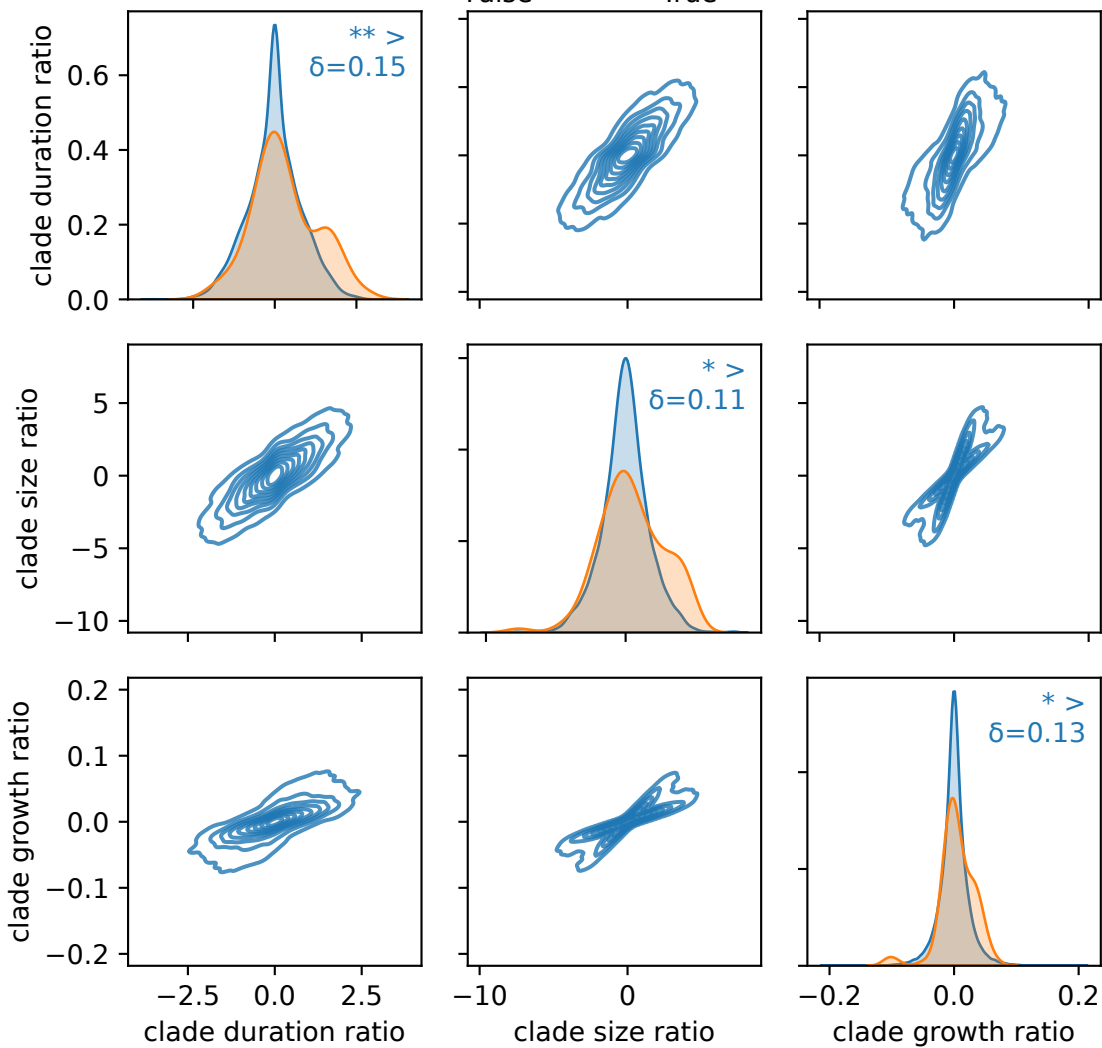 clade duration ratio
0.6
0.4
0.2
0.0
** >
δ=0.15
clade size ratio
5
0
−5
−10
* >
δ=0.11
clade growth ratio
0.2
0.1
0.0
−0.1
−0.2
* >
δ=0.13
−2.5 0.0 2.5
−10 0
−0.2 0.0 0.2
clade duration ratio
clade size ratio
clade growth ratio